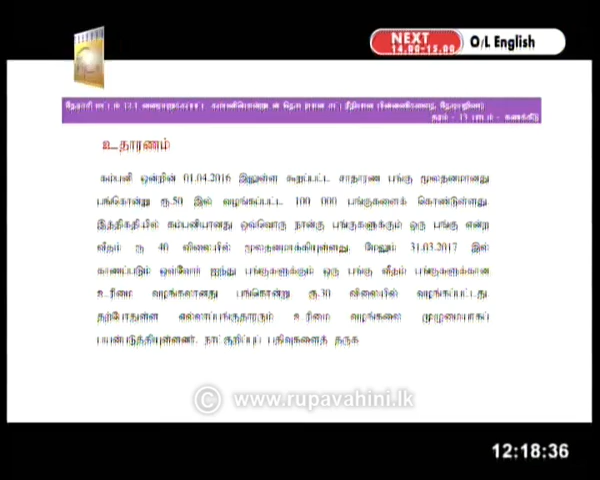 NEXT
14.00-15.00
O/L English
உதாரணம்
கம்பனி ஒன்றின் 01.04.2016 இலுள்ள கூறப்பட்ட சாதாரண பங்கு மூலதனமானது
பங்கொன்று ரூ.50 இல் வழங்கப்பட்ட 100 000 பங்குகளைக் கொண்டுள்ளது.
இத்திகதியில் கம்பனியானது ஒவ்வொரு நான்கு பங்குகளுக்கும் ஒரு பங்கு என்ற
வீதம் ரூ 40 விலையில் மூலதனமாக்கியுள்ளது. மேலும் 31.03.2017 இல்
காணப்படும் ஒவ்வோர் ஐந்து பங்குகளுக்கும் ஒரு பங்கு வீதம் பங்குகளுக்கான
உரிமை வழங்கலானது பங்கொன்று ரூ.30 விலையில் வழங்கப்பட்டது.
தற்போதுள்ள எல்லாப்பங்குதாரரும் உரிமை வழங்கலை முழுமையாகப்
பயன்படுத்தியுள்ளனர். நாட்குறிப்புப் பதிவுகளைத் தருக
© www.rupavahini.lk
12:18:36